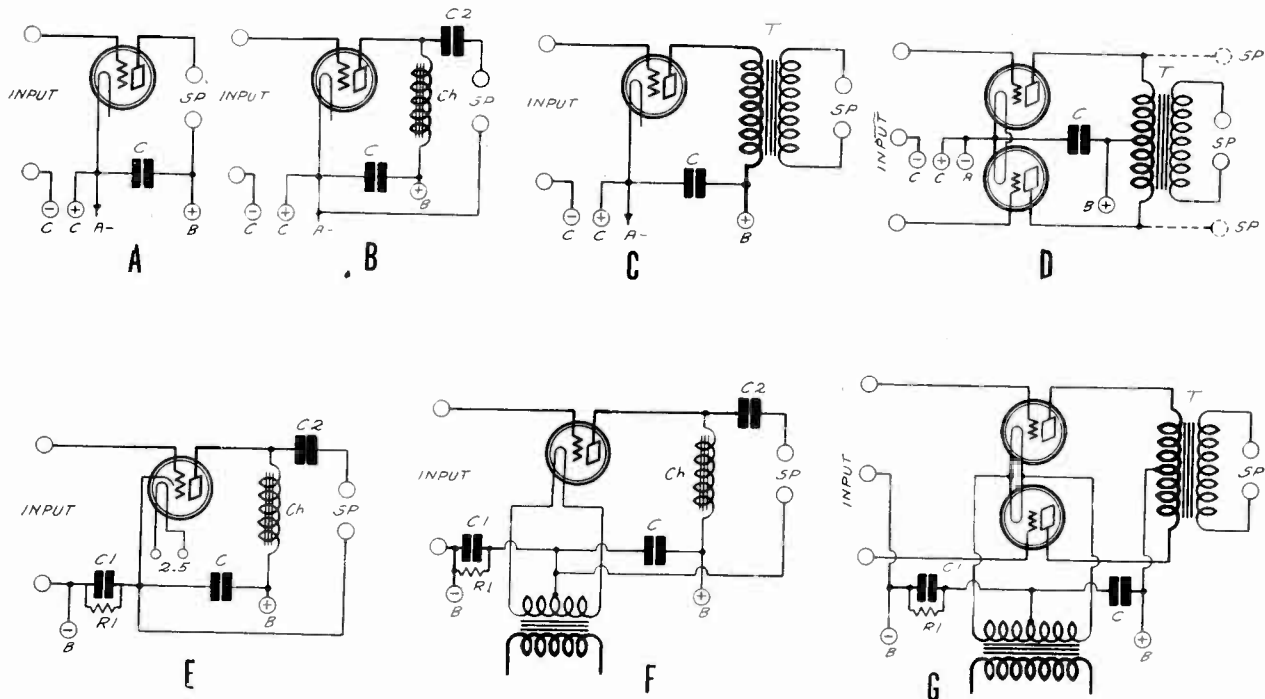 INPUT
SP
C
− C
+ C
A-
+ B
A
INPUT
C2
Ch
SP
C
− C
+ C
A-
+ B
B
INPUT
T
SP
C
− C
+ C
A-
+ B
C
INPUT
SP
T
C
SP
− C
+ C
− A
B +
SP
D
INPUT
C2
Ch
SP
2.5
C1
C
R1
− B
+ B
E
INPUT
C2
Ch
SP
C1
C
R1
− B
+ B
F
INPUT
T
SP
C1
R1
C
− B
+ B
G